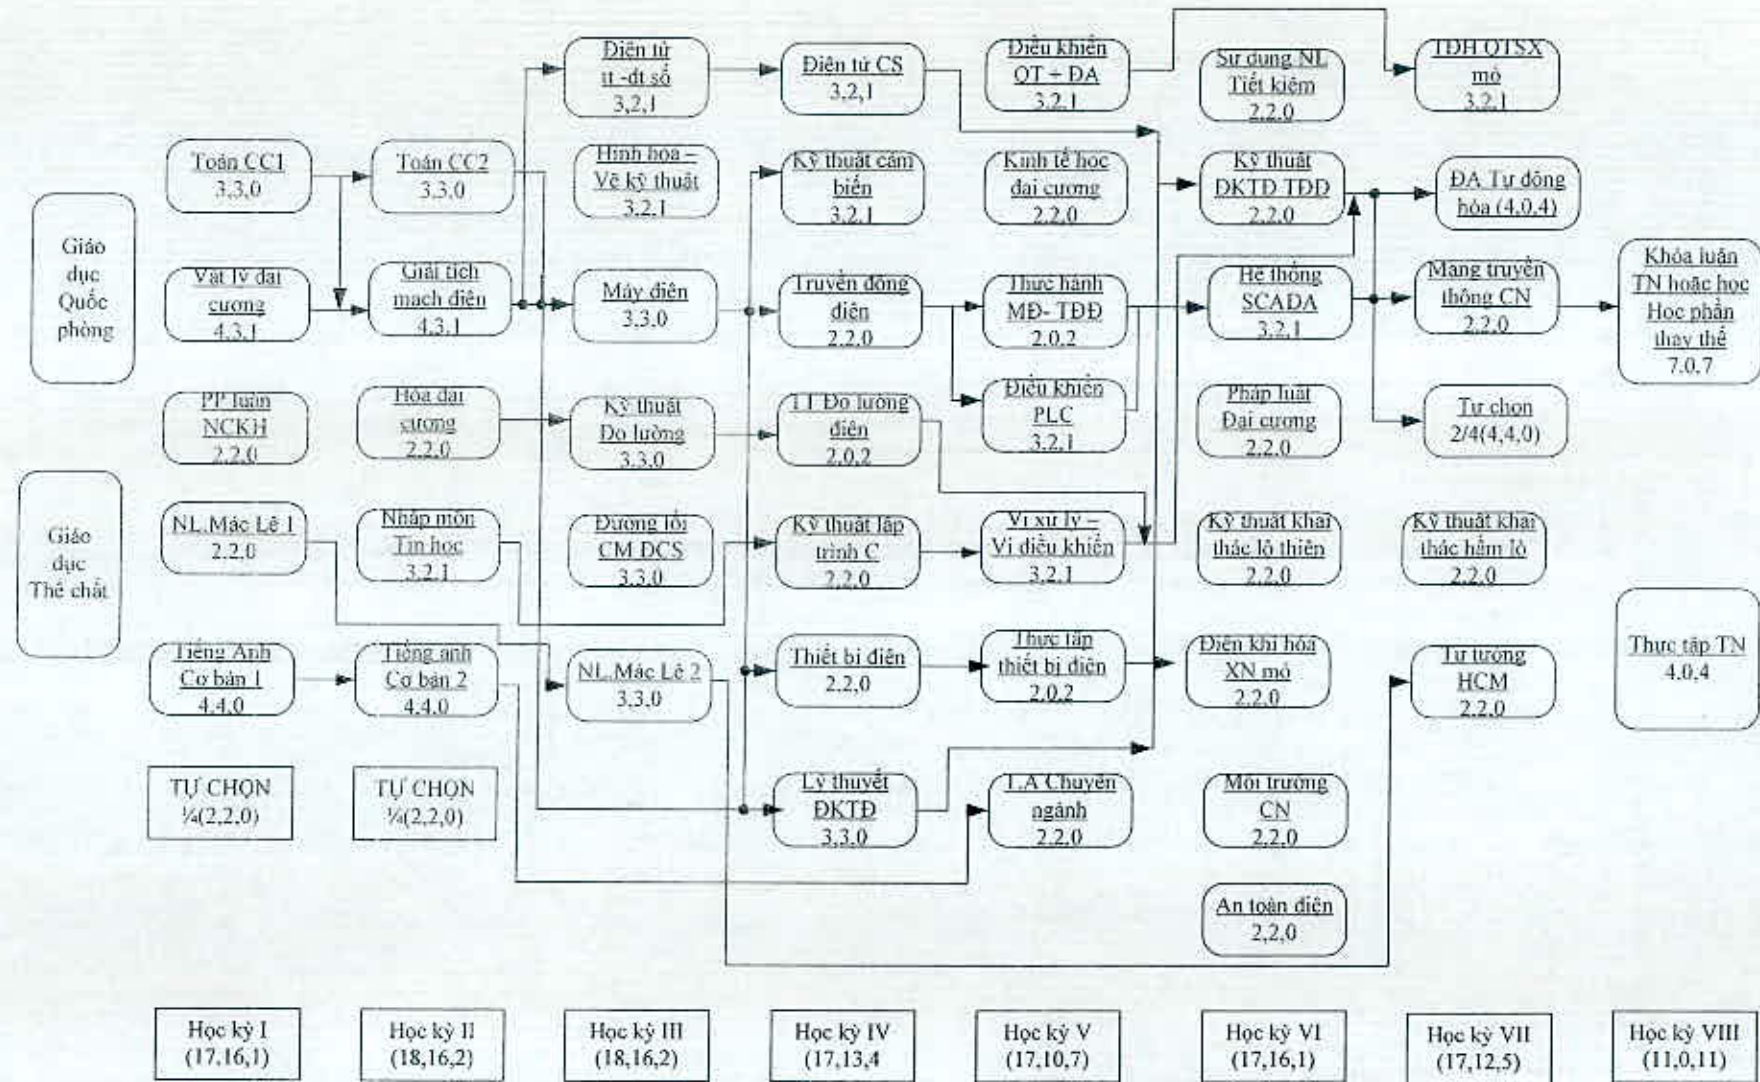 Giáo
dục
Quốc
phòng
Giáo
dục
Thể chất
Toán CC1
3,3,0
Vật lý đại
cương
4,3,1
PP luận
NCKH
2,2,0
NL.Mác Lê 1
2,2,0
Tiếng Anh
Cơ bản 1
4,4,0
TỰ CHỌN
¼(2,2,0)
Học kỳ I
(17,16,1)
Toán CC2
3,3,0
Giải tích
mạch điện
4,3,1
Hóa đại
cương
2,2,0
Nhập môn
Tin học
3,2,1
Tiếng anh
Cơ bản 2
4,4,0
TỰ CHỌN
¼(2,2,0)
Học kỳ II
(18,16,2)
Điện tử
tt -đt số
3,2,1
Hình họa –
Vẽ kỹ thuật
3,2,1
Máy điện
3,3,0
Kỹ thuật
Đo lường
3,3,0
Đường lối
CM ĐCS
3,3,0
NL.Mác Lê 2
3,3,0
Học kỳ III
(18,16,2)
Điện tử CS
3,2,1
Kỹ thuật cảm
biến
3,2,1
Truyền động
điện
2,2,0
TT Đo lường
điện
2,0,2
Kỹ thuật lập
trình C
2,2,0
Thiết bị điện
2,2,0
Lý thuyết
ĐKTĐ
3,3,0
Học kỳ IV
(17,13,4
Điều khiển
QT + ĐA
3,2,1
Kinh tế học
đại cương
2,2,0
Thực hành
MĐ- TĐĐ
2,0,2
Điều khiển
PLC
3,2,1
Vi xử lý –
Vi điều khiển
3,2,1
Thực tập
thiết bị điện
2,0,2
T.A Chuyên
ngành
2,2,0
Học kỳ V
(17,10,7)
Sử dụng NL
Tiết kiệm
2,2,0
Kỹ thuật
ĐKTĐ TĐĐ
2,2,0
Hệ thống
SCADA
3,2,1
Pháp luật
Đại cương
2,2,0
Kỹ thuật khai
thác lộ thiên
2,2,0
Điện khí hóa
XN mỏ
2,2,0
Môi trường
CN
2,2,0
An toàn điện
2,2,0
Học kỳ VI
(17,16,1)
TĐH QTSX
mỏ
3,2,1
ĐA Tự động
hóa (4,0,4)
Mạng truyền
thông CN
2,2,0
Tự chọn
2/4(4,4,0)
Kỹ thuật khai
thác hầm lò
2,2,0
Tư tưởng
HCM
2,2,0
Học kỳ VII
(17,12,5)
Khóa luận
TN hoặc học
Học phần
thay thế
7,0,7
Thực tập TN
4,0,4
Học kỳ VIII
(11,0,11)